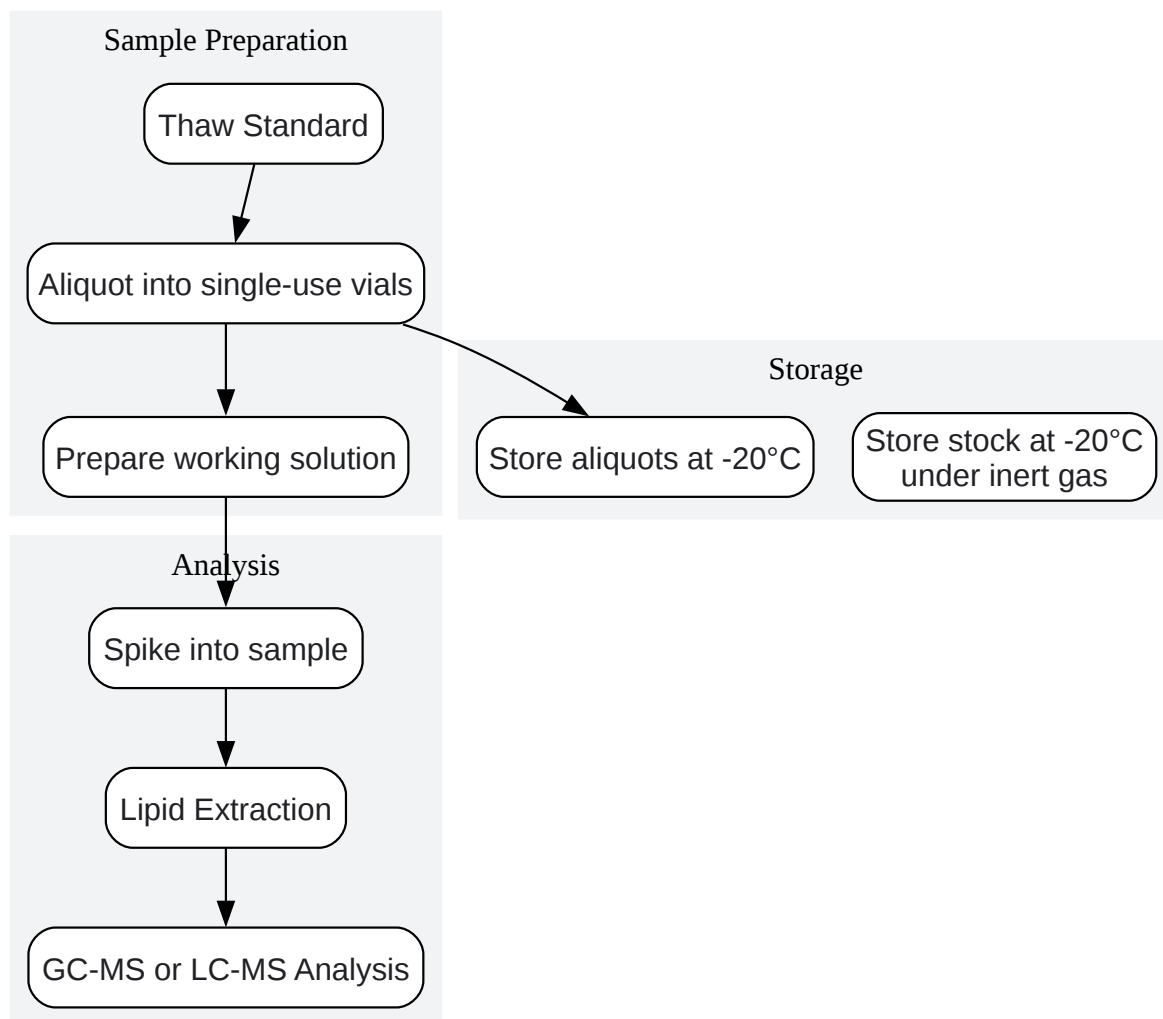 Sample Preparation
Thaw Standard
Aliquot into single-use vials
Prepare working solution
Storage
Store aliquots at -20°C
Store stock at -20°C
under inert gas
Analysis
Spike into sample
Lipid Extraction
GC-MS or LC-MS Analysis